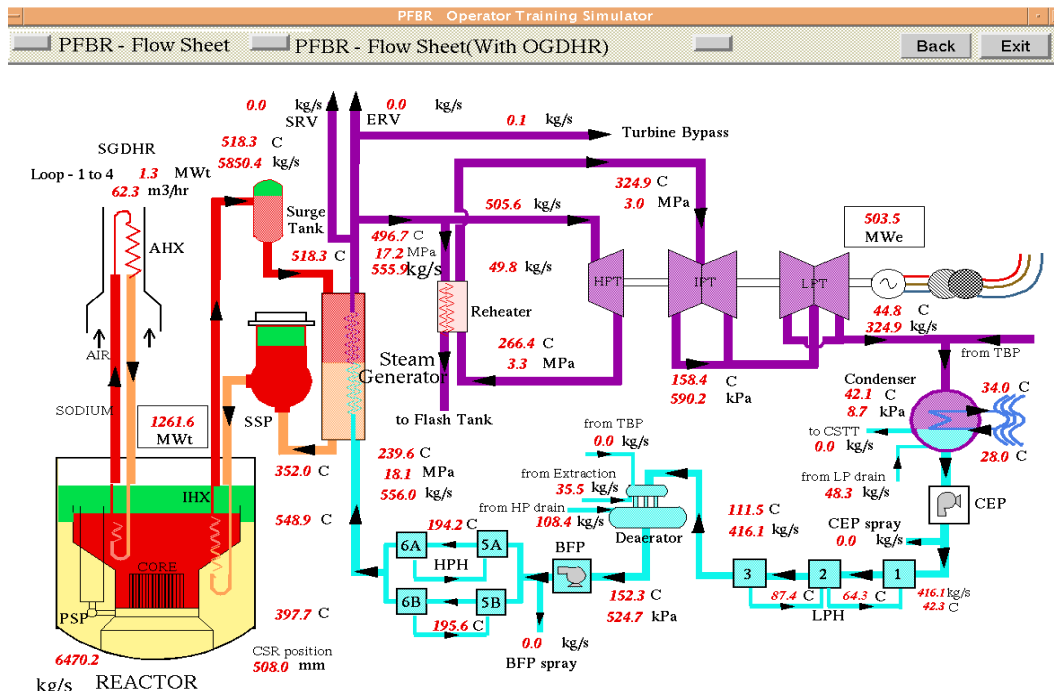 PFBR Operator Training Simulator
PFBR - Flow Sheet
PFBR - Flow Sheet(With OGDHR)
Back
Exit
0.0 kg/s
SRV
0.0 kg/s
ERV
0.1 kg/s
Turbine Bypass
518.3 C
5850.4 kg/s
SGDHR
Loop - 1 to 4 1.3 MWt
62.3 m3/hr
AHX
Surge
Tank
518.3 C
496.7 C
17.2 MPa
555.9 kg/s
505.6 kg/s
324.9 C
3.0 MPa
503.5
MWe
49.8 kg/s
HPT
IPT
LPT
Reheater
266.4 C
3.3 MPa
44.8 C
324.9 kg/s
from TBP
AIR
SODIUM
1261.6
MWt
SSP
Steam
Generator
to Flash Tank
158.4 C
590.2 kPa
Condenser
42.1 C
8.7 kPa
34.0 C
to CSTT
0.0 kg/s
28.0 C
from LP drain
48.3 kg/s
CEP
CEP spray
0.0 kg/s
352.0 C
239.6 C
18.1 MPa
556.0 kg/s
from TBP
0.0 kg/s
from Extraction
35.5 kg/s
from HP drain
108.4 kg/s
Deaerator
111.5 C
416.1 kg/s
IHX
548.9 C
CORE
PSP
397.7 C
194.2 C
6A
5A
HPH
6B
5B
195.6 C
BFP
152.3 C
524.7 kPa
0.0 kg/s
BFP spray
3
2
1
87.4 C
64.3 C
LPH
416.1 kg/s
42.3 C
CSR position
508.0 mm
6470.2
kg/s
REACTOR